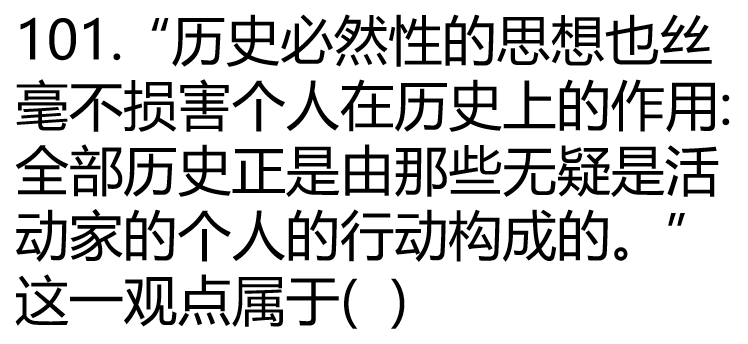 101.“历史必然性的思想也丝
毫不损害个人在历史上的作用:
全部历史正是由那些无疑是活
动家的个人的行动构成的。”
这一观点属于( )